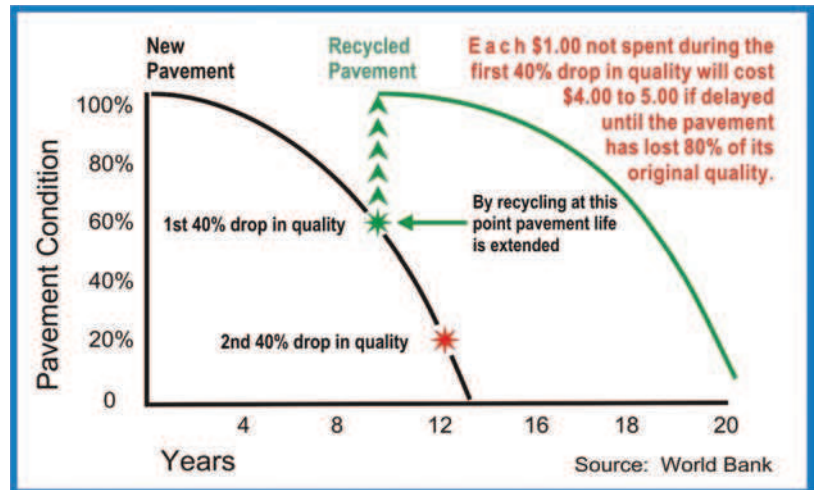 New
Pavement
Recycled
Pavement
Each $1.00 not spent during the
first 40% drop in quality will cost
$4.00 to 5.00 if delayed
until the pavement
has lost 80% of its
original quality.
Pavement Condition
100%
80%
60%
40%
20%
0
1st 40% drop in quality
By recycling at this
point pavement life
is extended
2nd 40% drop in quality
4
8
12
16
18
20
Years
Source: World Bank